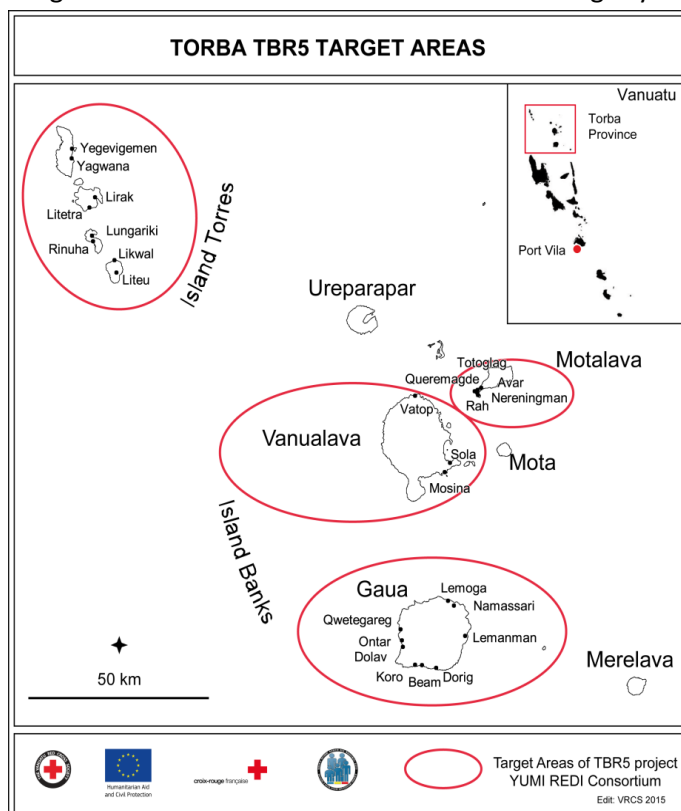 TORBA TBR5 TARGET AREAS
Vanuatu
Torba
Province
Port Vila
Yegevigemen
Yagwana
Lirak
Litetra
Lungariki
Rinuha
Likwal
Liteu
Island Torres
Ureparapar
Totoglag
Motalava
Queremagde
Avar
Nereningman
Rah
Vatop
Vanualava
Sola
Mota
Mosina
Island Banks
Gaua
Lemoga
Namassari
Qwetegareg
Lemanman
Ontar
Dolav
Koro
Beam
Dorig
Merelava
50 km
Humanitarian Aid
and Civil Protection
croix-rouge française
Target Areas of TBR5 project
YUMI REDI Consortium
Edit: VRCS 2015